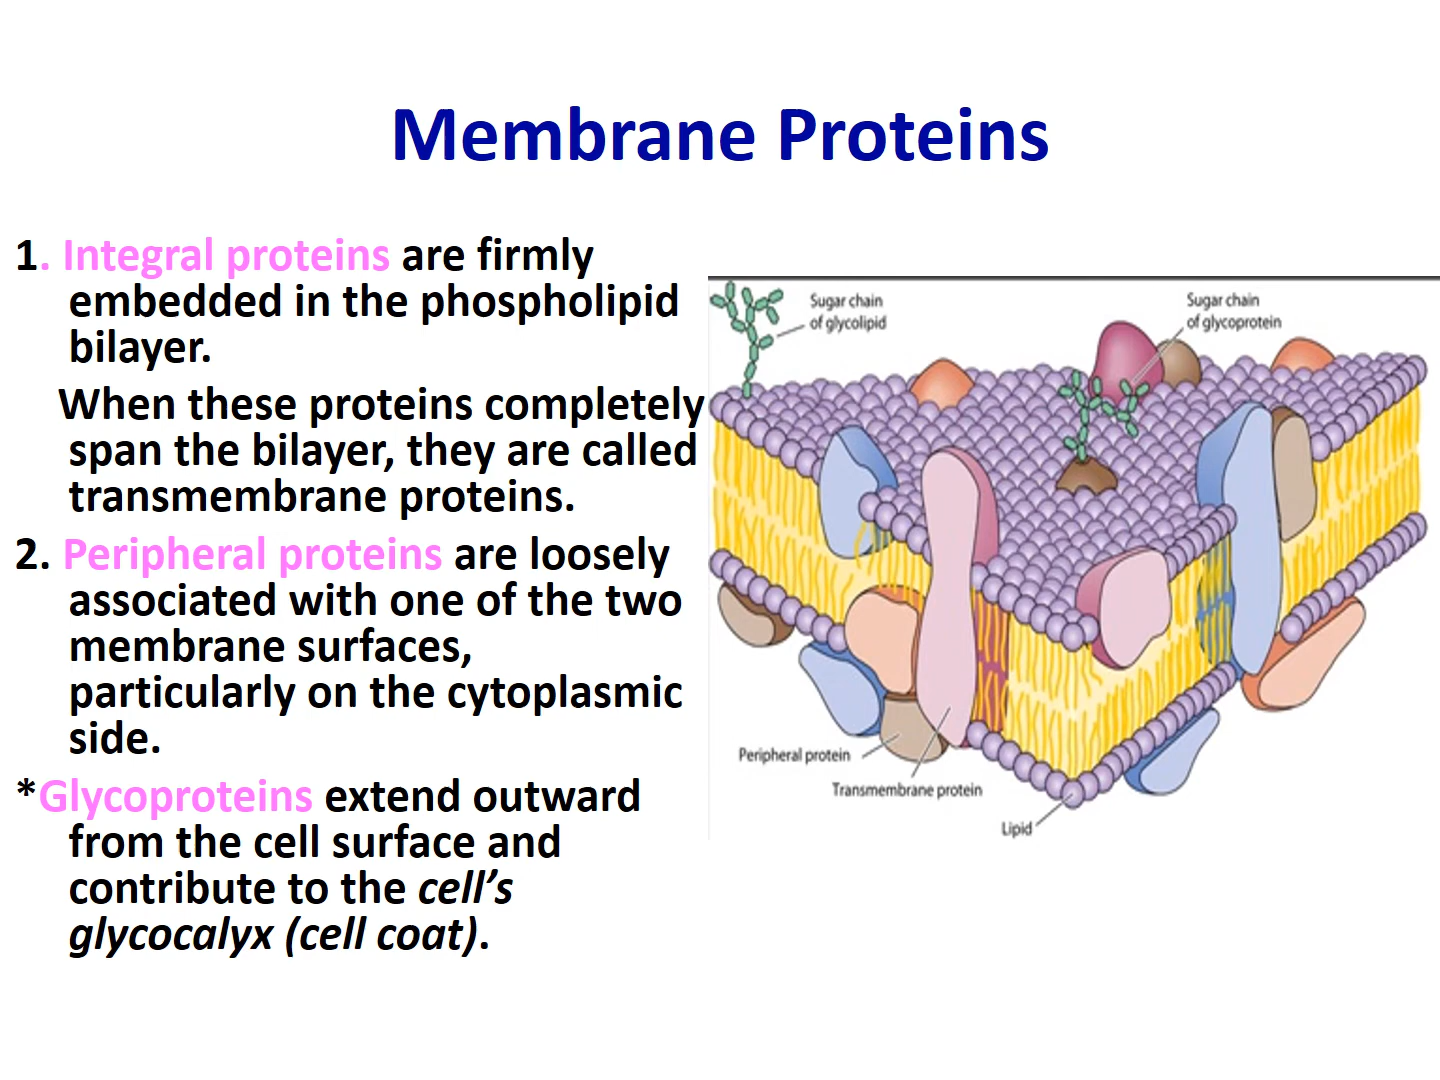 Membrane Proteins
1. Integral proteins are firmly
embedded in the phospholipid
bilayer.
When these proteins completely
span the bilayer, they are called
transmembrane proteins.
2. Peripheral proteins are loosely
associated with one of the two
membrane surfaces,
particularly on the cytoplasmic
side.
*Glycoproteins extend outward
from the cell surface and
contribute to the cell’s
glycocalyx (cell coat).
Sugar chain
of glycolipid
Sugar chain
of glycoprotein
Peripheral protein
Transmembrane protein
Lipid